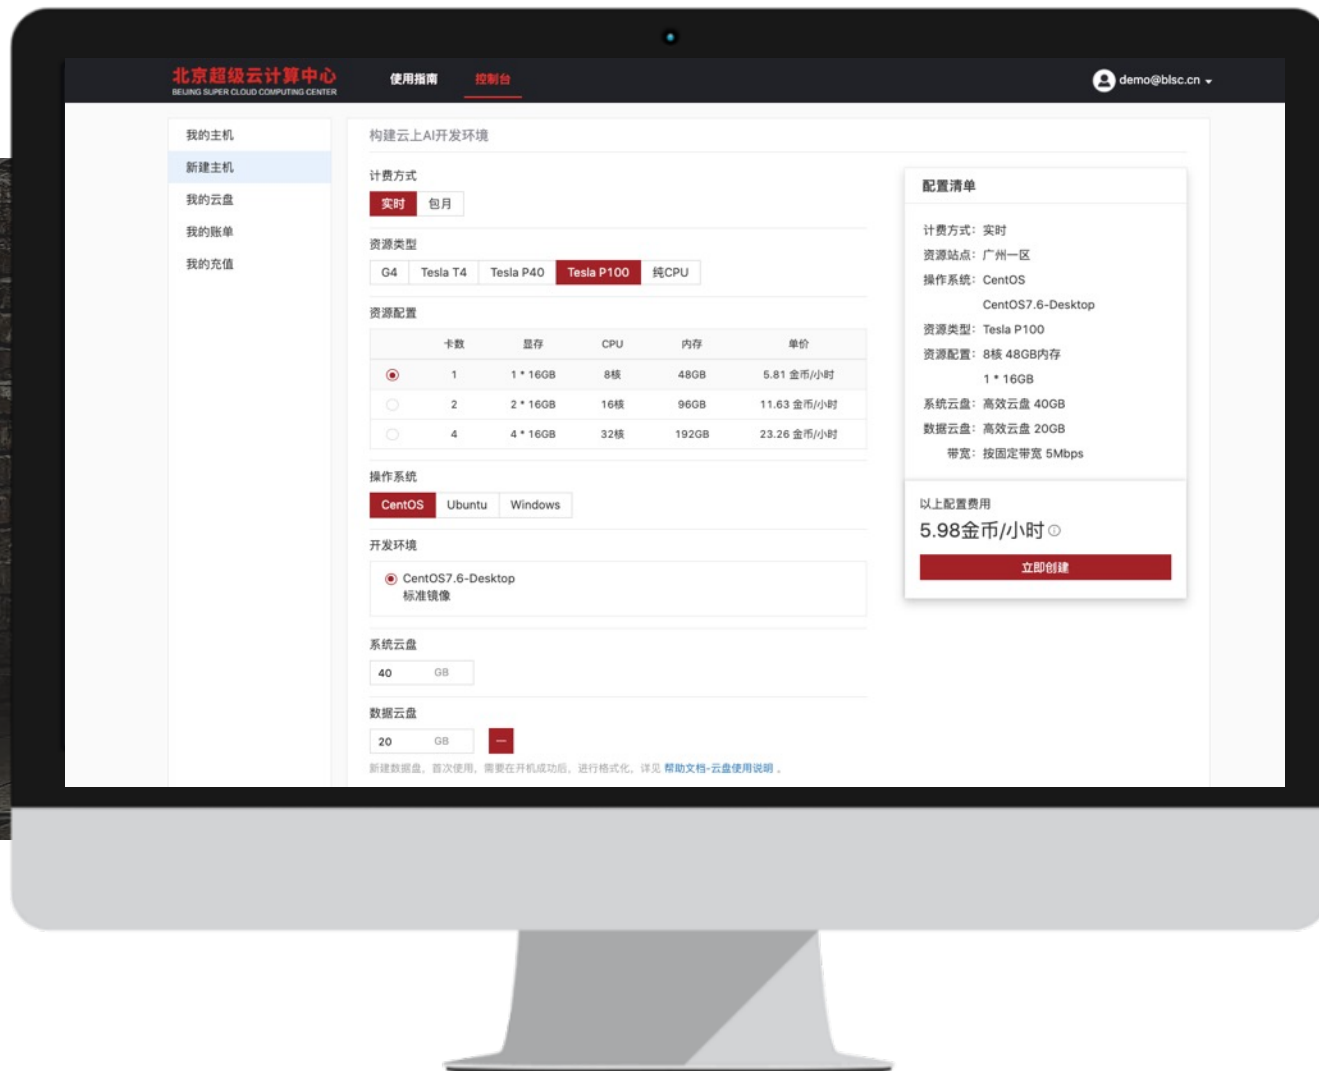 北京超级云计算中心
BEIJING SUPER CLOUD COMPUTING CENTER
使用指南 控制台 demo@blsc.cn
我的主机
新建主机
我的云盘
我的账单
我的充值
构建云上AI开发环境
计费方式
实时 包月
资源类型
G4 Tesla T4 Tesla P40 Tesla P100 纯CPU
资源配置
卡数 显存 CPU 内存 单价
1 1 * 16GB 8核 48GB 5.81 金币/小时
2 2 * 16GB 16核 96GB 11.63 金币/小时
4 4 * 16GB 32核 192GB 23.26 金币/小时
操作系统
CentOS Ubuntu Windows
开发环境
CentOS7.6-Desktop
标准镜像
系统云盘
40 GB
数据云盘
20 GB
新建数据盘，首次使用，需要在开机成功后，进行格式化，详见 帮助文档-云盘使用说明 。
配置清单
计费方式：实时
资源站点：广州一区
操作系统：CentOS
CentOS7.6-Desktop
资源类型：Tesla P100
资源配置：8核 48GB内存
1 * 16GB
系统云盘：高效云盘 40GB
数据云盘：高效云盘 20GB
带宽：按固定带宽 5Mbps
以上配置费用
5.98金币/小时
立即创建